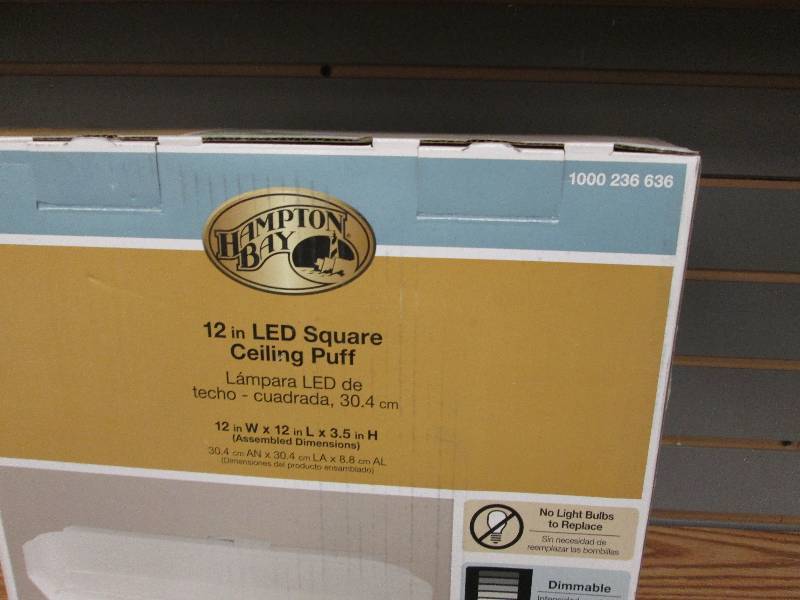 1000 236 636
HAMPTON
BAY
12 in LED Square
Ceiling Puff
Lámpara LED de
techo - cuadrada, 30.4 cm
12 in W x 12 in L x 3.5 in H
(Assembled Dimensions)
30.4 cm AN x 30.4 cm LA x 8.8 cm AL
(Dimensiones del producto ensamblado)
No Light Bulbs
to Replace
Sin necesidad de
reemplazar las bombillas
Dimmable